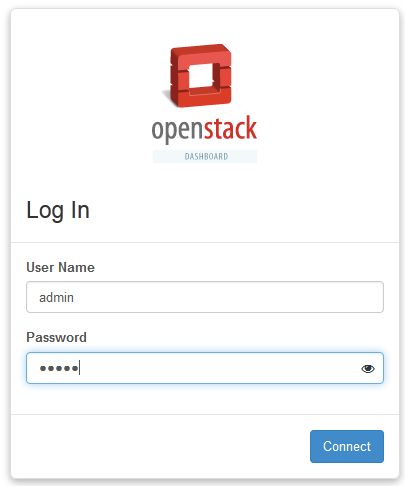 openstack
DASHBOARD
Log In
User Name
admin
Password
•••••
Connect